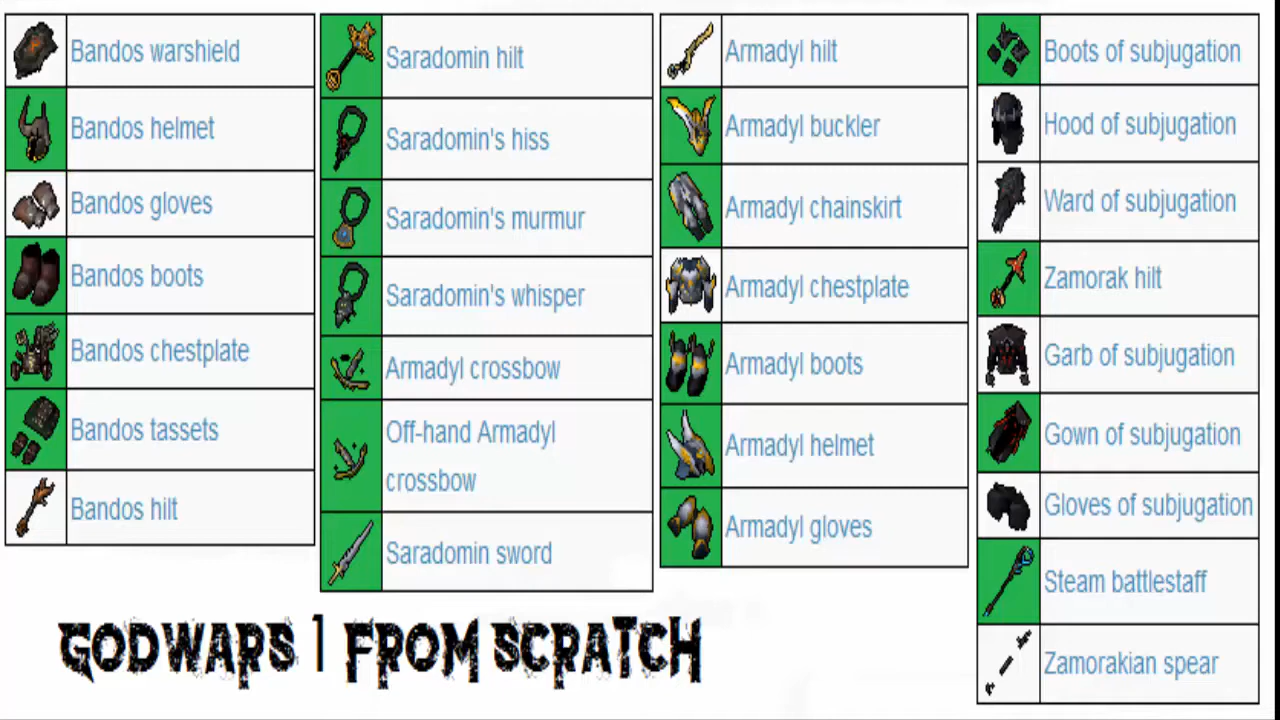 Bandos warshield
Bandos helmet
Bandos gloves
Bandos boots
Bandos chestplate
Bandos tassets
Bandos hilt
Saradomin hilt
Saradomin's hiss
Saradomin's murmur
Saradomin's whisper
Armadyl crossbow
Off-hand Armadyl
crossbow
Saradomin sword
Armadyl hilt
Armadyl buckler
Armadyl chainskirt
Armadyl chestplate
Armadyl boots
Armadyl helmet
Armadyl gloves
Boots of subjugation
Hood of subjugation
Ward of subjugation
Zamorak hilt
Garb of subjugation
Gown of subjugation
Gloves of subjugation
Steam battlestaff
Zamorakian spear
GODWARS 1 FROM SCRATCH